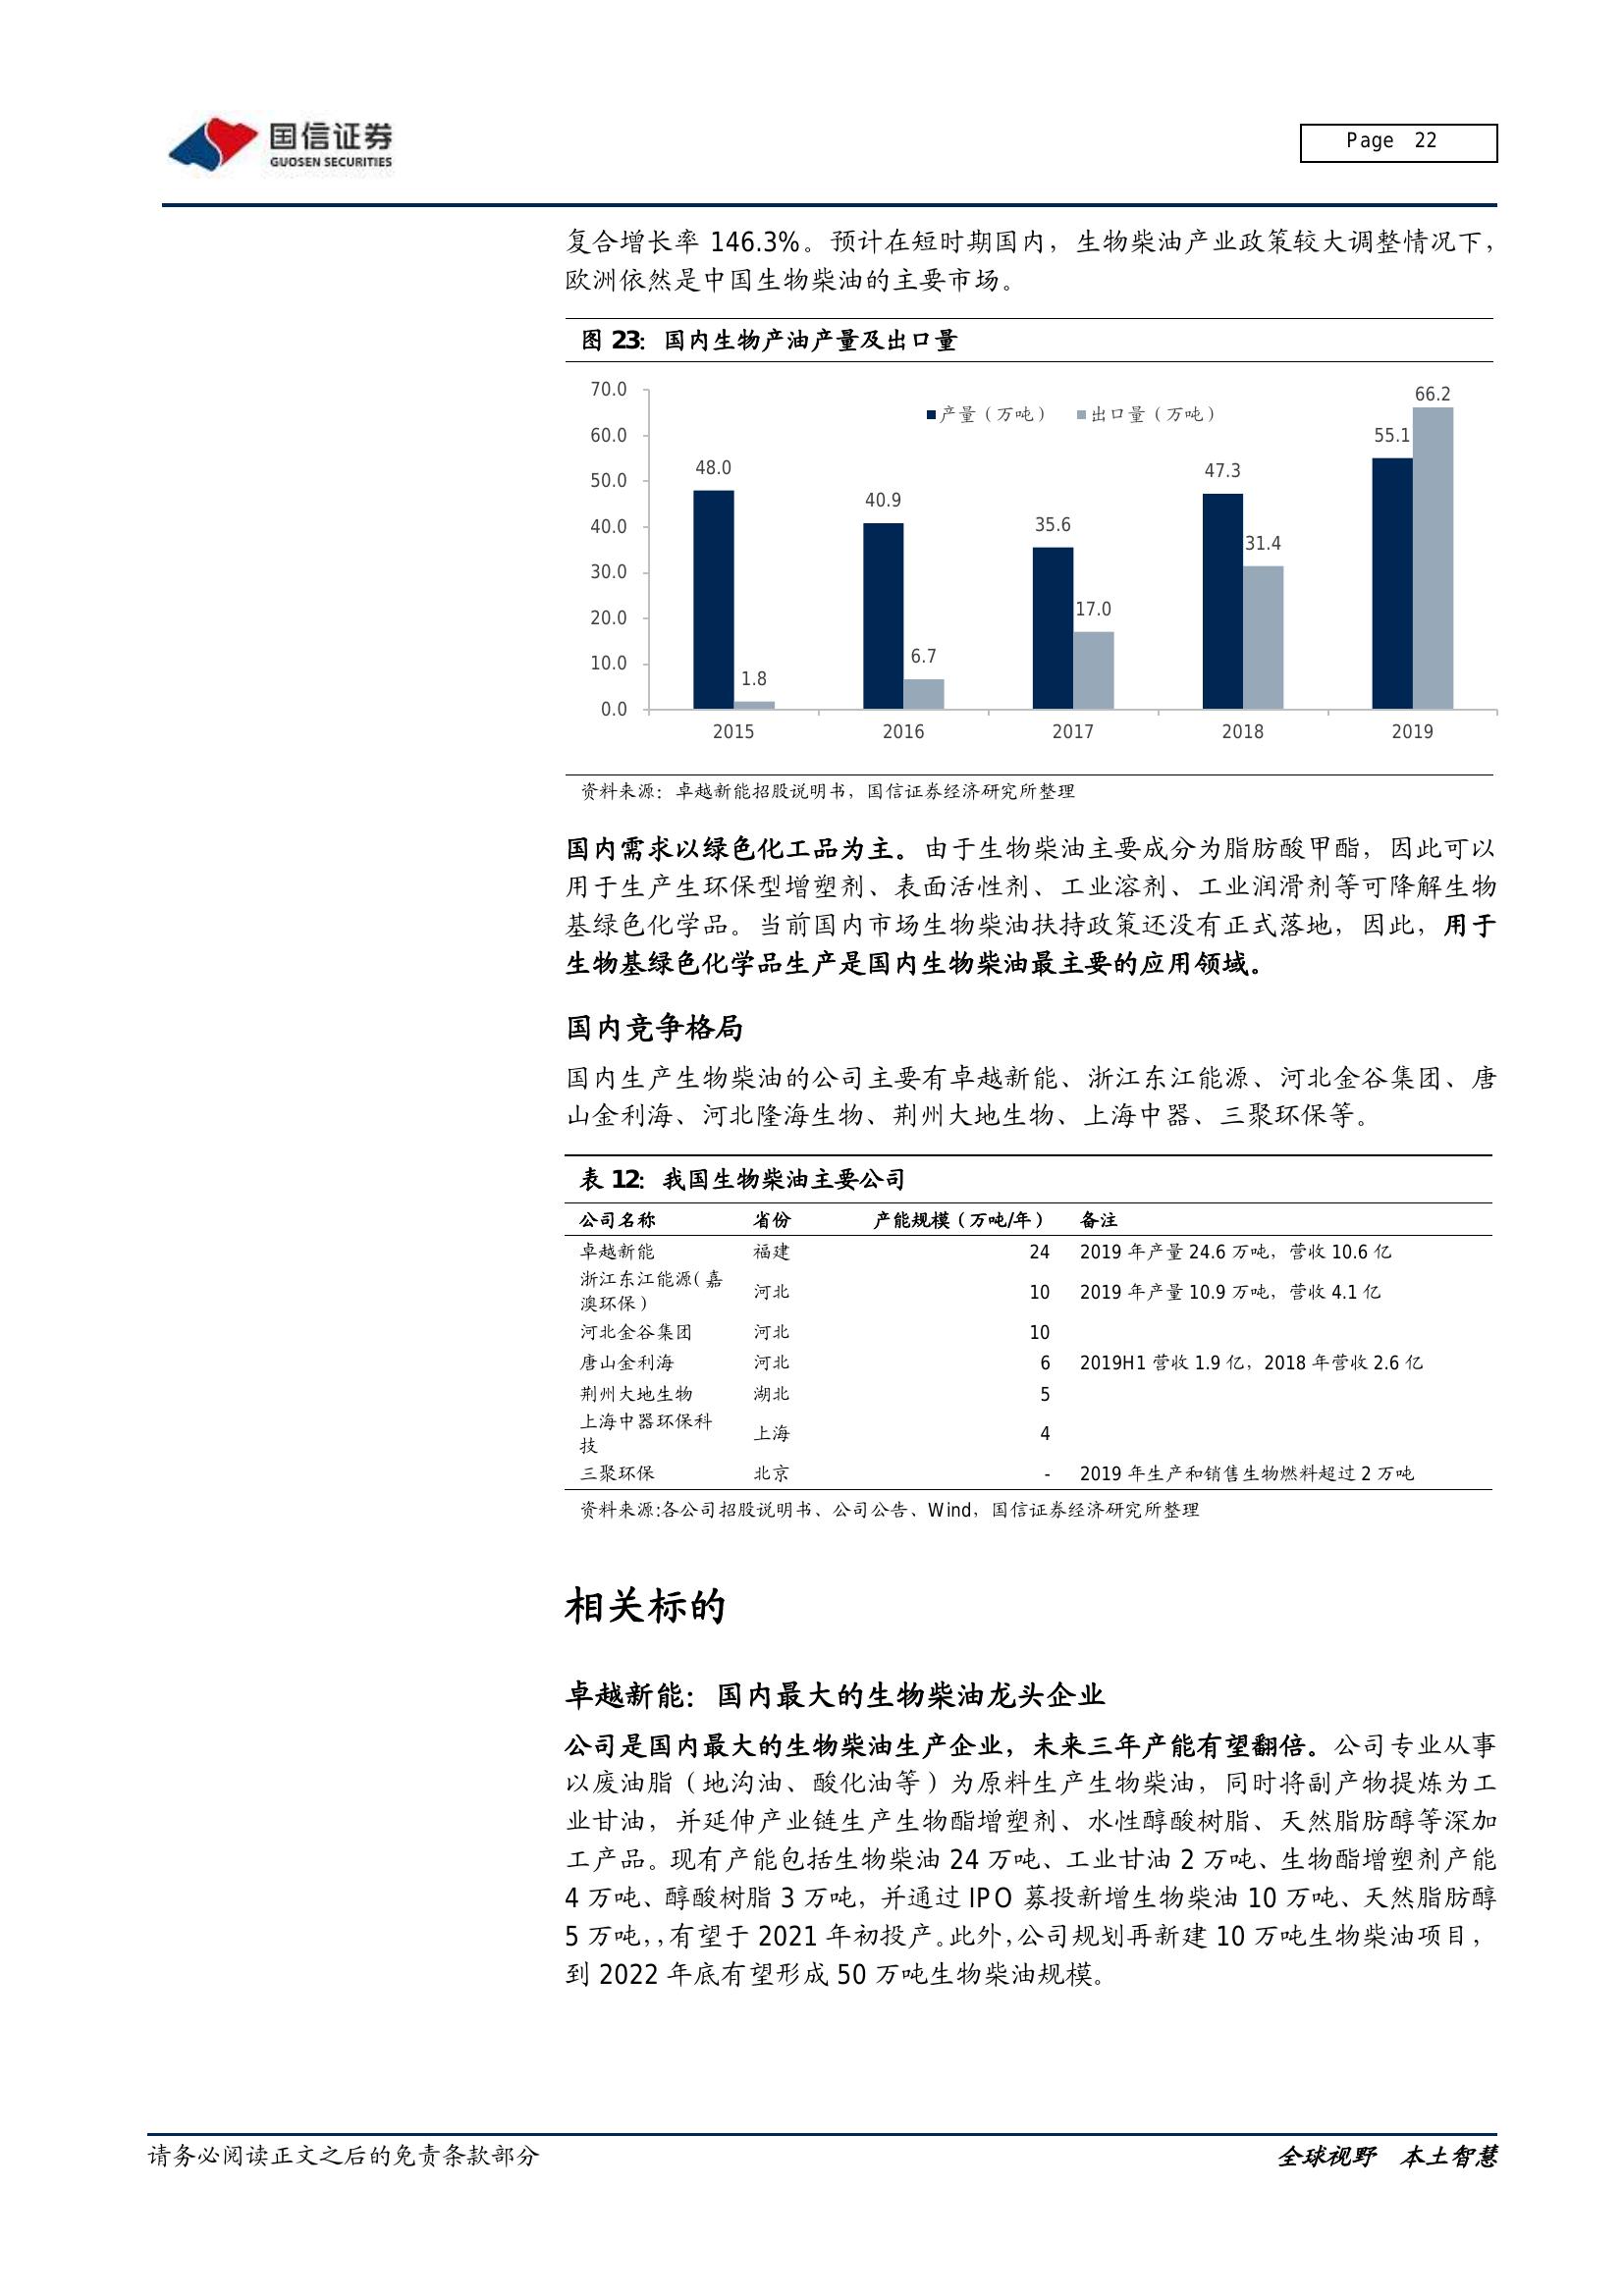 国信证券
GUOSEN SECURITIES
Page 22
复合增长率 146.3%。预计在短时期国内，生物柴油产业政策较大调整情况下，
欧洲依然是中国生物柴油的主要市场。
图 23：国内生物产油产量及出口量
70.0
60.0
50.0
40.0
30.0
20.0
10.0
0.0
产量（万吨） 出口量（万吨）
48.0
1.8
40.9
6.7
35.6
17.0
47.3
31.4
55.1
66.2
2015 2016 2017 2018 2019
资料来源：卓越新能招股说明书，国信证券经济研究所整理
国内需求以绿色化工品为主。由于生物柴油主要成分为脂肪酸甲酯，因此可以
用于生产生环保型增塑剂、表面活性剂、工业溶剂、工业润滑剂等可降解生物
基绿色化学品。当前国内市场生物柴油扶持政策还没有正式落地，因此，用于
生物基绿色化学品生产是国内生物柴油最主要的应用领域。
国内竞争格局
国内生产生物柴油的公司主要有卓越新能、浙江东江能源、河北金谷集团、唐
山金利海、河北隆海生物、荆州大地生物、上海中器、三聚环保等。
表 12：我国生物柴油主要公司
公司名称 省份 产能规模（万吨/年） 备注
卓越新能 福建 24 2019 年产量 24.6 万吨，营收 10.6 亿
浙江东江能源(嘉
澳环保) 河北 10 2019 年产量 10.9 万吨，营收 4.1 亿
河北金谷集团 河北 10
唐山金利海 河北 6 2019H1 营收 1.9 亿，2018 年营收 2.6 亿
荆州大地生物 湖北 5
上海中器环保科
技 上海 4
三聚环保 北京 - 2019 年生产和销售生物燃料超过 2 万吨
资料来源:各公司招股说明书、公司公告、Wind，国信证券经济研究所整理
相关标的
卓越新能：国内最大的生物柴油龙头企业
公司是国内最大的生物柴油生产企业，未来三年产能有望翻倍。公司专业从事
以废油脂（地沟油、酸化油等）为原料生产生物柴油，同时将副产物提炼为工
业甘油，并延伸产业链生产生物酯增塑剂、水性醇酸树脂、天然脂肪醇等深加
工产品。现有产能包括生物柴油 24 万吨、工业甘油 2 万吨、生物酯增塑剂产能
4 万吨、醇酸树脂 3 万吨，并通过 IPO 募投新增生物柴油 10 万吨、天然脂肪醇
5 万吨，，有望于 2021 年初投产。此外，公司规划再新建 10 万吨生物柴油项目，
到 2022 年底有望形成 50 万吨生物柴油规模。
请务必阅读正文之后的免责条款部分
全球视野 本土智慧